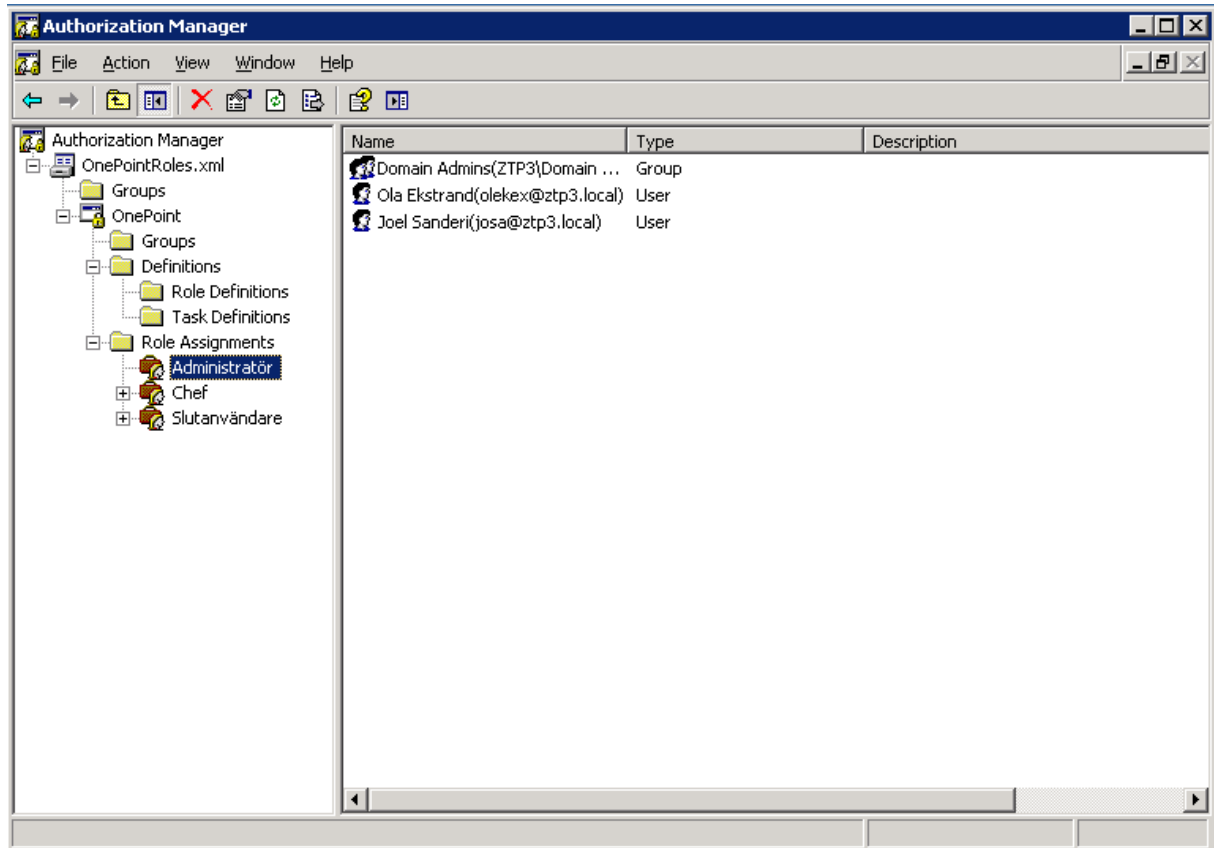 Authorization Manager
File Action View Window Help
Authorization Manager
OnePointRoles.xml
Groups
OnePoint
Groups
Definitions
Role Definitions
Task Definitions
Role Assignments
Administratör
Chef
Slutanvändare
Name Type Description
Domain Admins(ZTP3\Domain ... Group
Ola Ekstrand(olekex@ztp3.local) User
Joel Sanderi(josa@ztp3.local) User